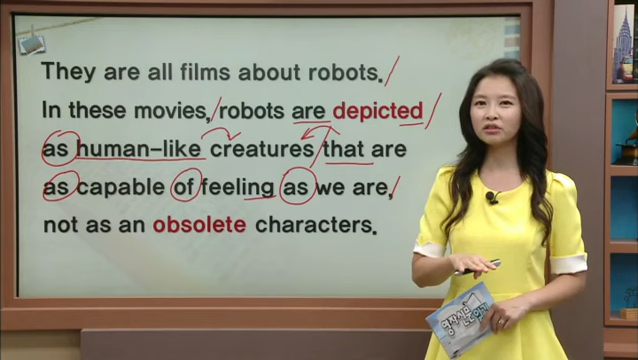 They are all films about robots.
In these movies, robots are depicted
as human-like creatures that are
as capable of feeling as we are,
not as an obsolete characters.